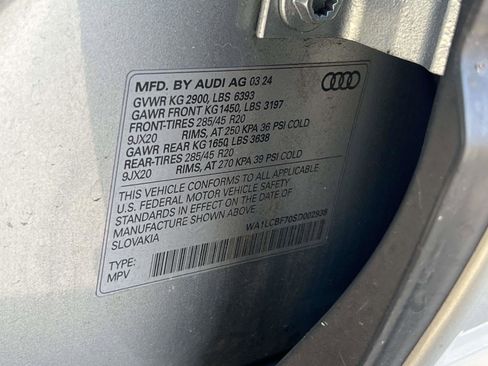 MFD. BY AUDI AG 03 24
GVWR KG 2900, LBS 6393
GAWR FRONT KG1450, LBS 3197
FRONT-TIRES 285/45 R20
9JX20 RIMS, AT 250 KPA 36 PSI COLD
GAWR REAR KG1650, LBS 3638
REAR-TIRES 285/45 R20
9JX20 RIMS, AT 270 KPA 39 PSI COLD
THIS VEHICLE CONFORMS TO ALL APPLICABLE
U.S. FEDERAL MOTOR VEHICLE SAFETY
STANDARDS IN EFFECT ON THE DATE OF
MANUFACTURE SHOWN ABOVE
SLOVAKIA
WA1LCBF70SD002938
TYPE:
MPV